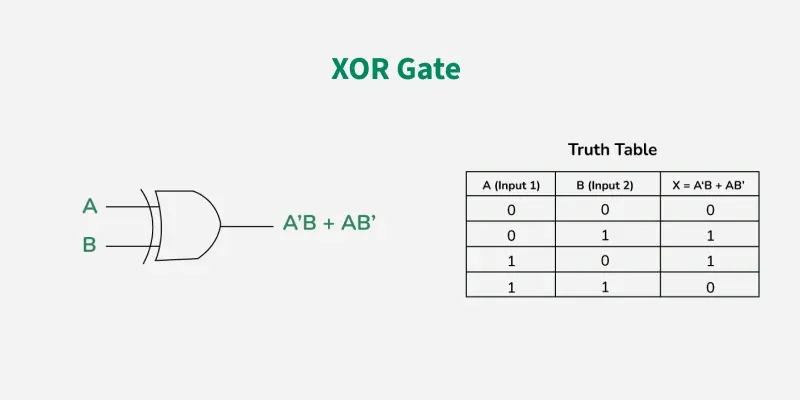 XOR Gate
A
B
A’B + AB’
Truth Table
A (Input 1) B (Input 2) X = A‘B + AB’
0 0 0
0 1 1
1 0 1
1 1 0